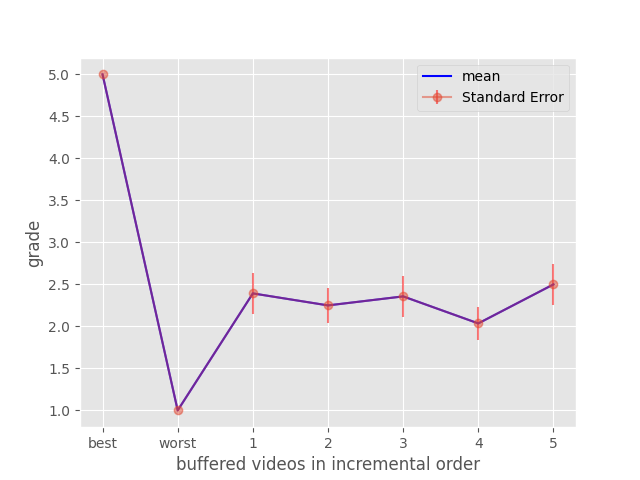 mean
Standard Error
5.0
4.5
4.0
3.5
3.0
2.5
2.0
1.5
1.0
grade
best worst 1 2 3 4 5
buffered videos in incremental order